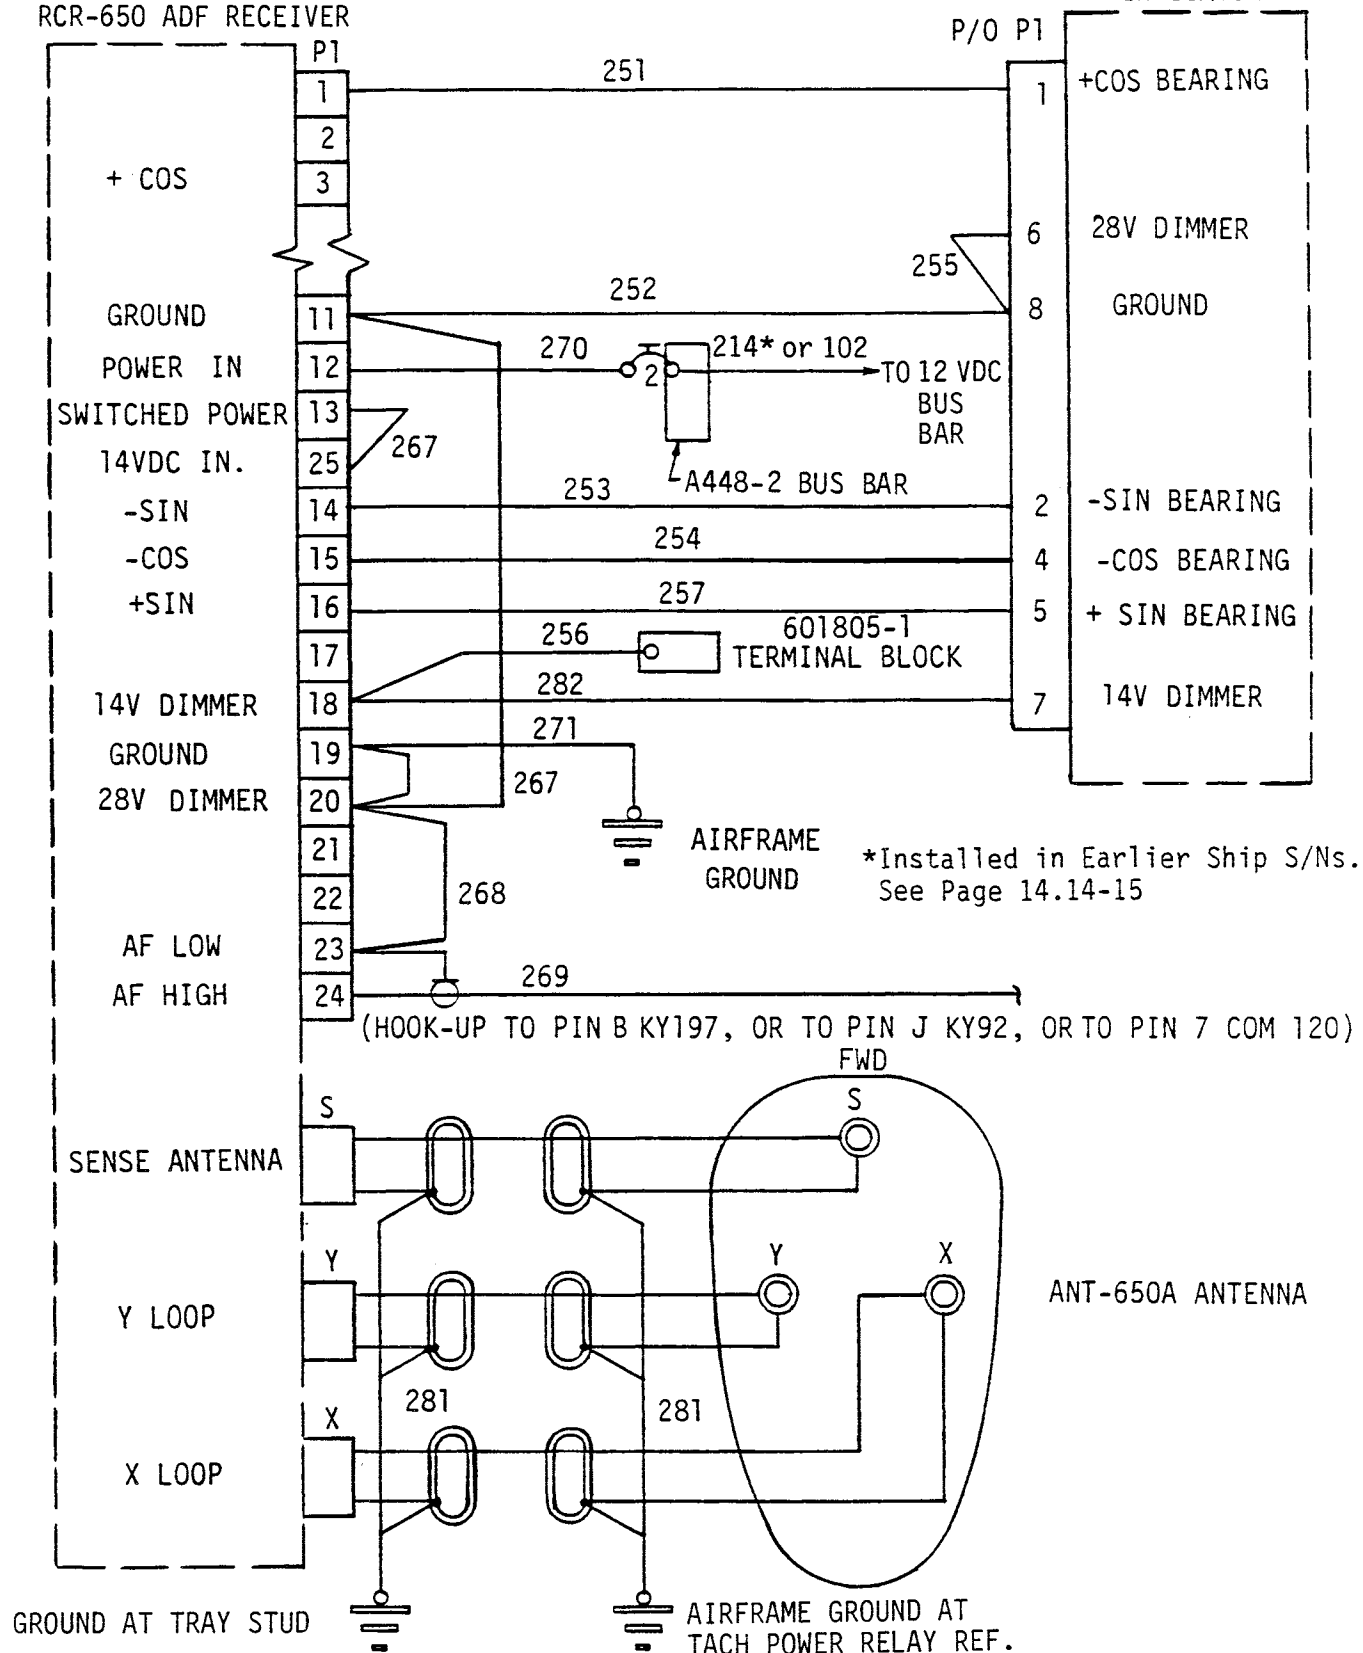 RCR-650 ADF RECEIVER
P/O P1
P1
251
1
1
+COS BEARING
2
+ COS
3
6
28V DIMMER
255
252
GROUND
11
8
GROUND
270
214* or 102
POWER IN
12
2
TO 12 VDC
BUS
BAR
SWITCHED POWER
13
267
14VDC IN.
25
A448-2 BUS BAR
253
-SIN
14
2
-SIN BEARING
254
-COS
15
4
-COS BEARING
257
+SIN
16
5
+ SIN BEARING
601805-1
TERMINAL BLOCK
256
17
282
14V DIMMER
18
7
14V DIMMER
271
GROUND
19
267
28V DIMMER
20
AIRFRAME
GROUND
*Installed in Earlier Ship S/Ns.
See Page 14.14-15
21
22
268
AF LOW
23
269
AF HIGH
24
(HOOK-UP TO PIN B KY197, OR TO PIN J KY92, OR TO PIN 7 COM 120)
FWD
S
S
SENSE ANTENNA
Y
Y
X
Y LOOP
ANT-650A ANTENNA
281
281
X
X LOOP
GROUND AT TRAY STUD
AIRFRAME GROUND AT
TACH POWER RELAY REF.